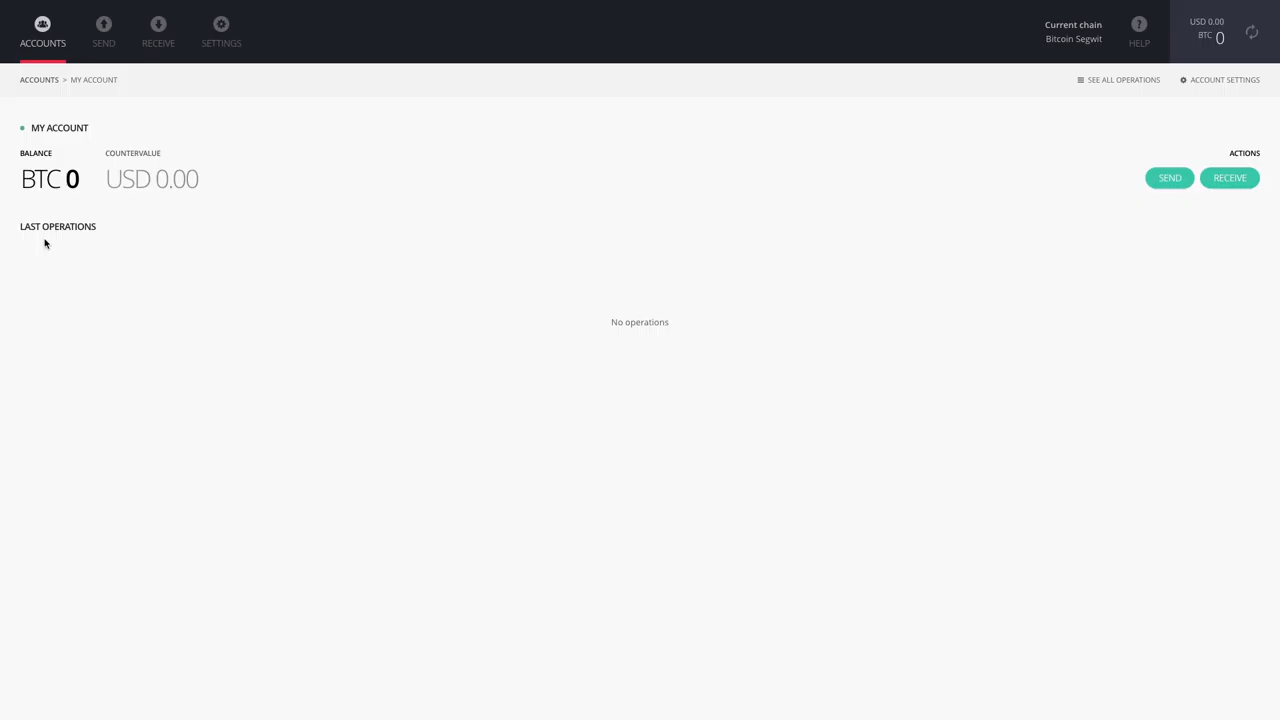 ACCOUNTS
SEND
RECEIVE
SETTINGS
Current chain
Bitcoin Segwit
?
HELP
USD 0.00
BTC 0
ACCOUNTS > MY ACCOUNT
SEE ALL OPERATIONS
ACCOUNT SETTINGS
MY ACCOUNT
BALANCE
COUNTERVALUE
ACTIONS
BTC 0
USD 0.00
SEND
RECEIVE
LAST OPERATIONS
No operations